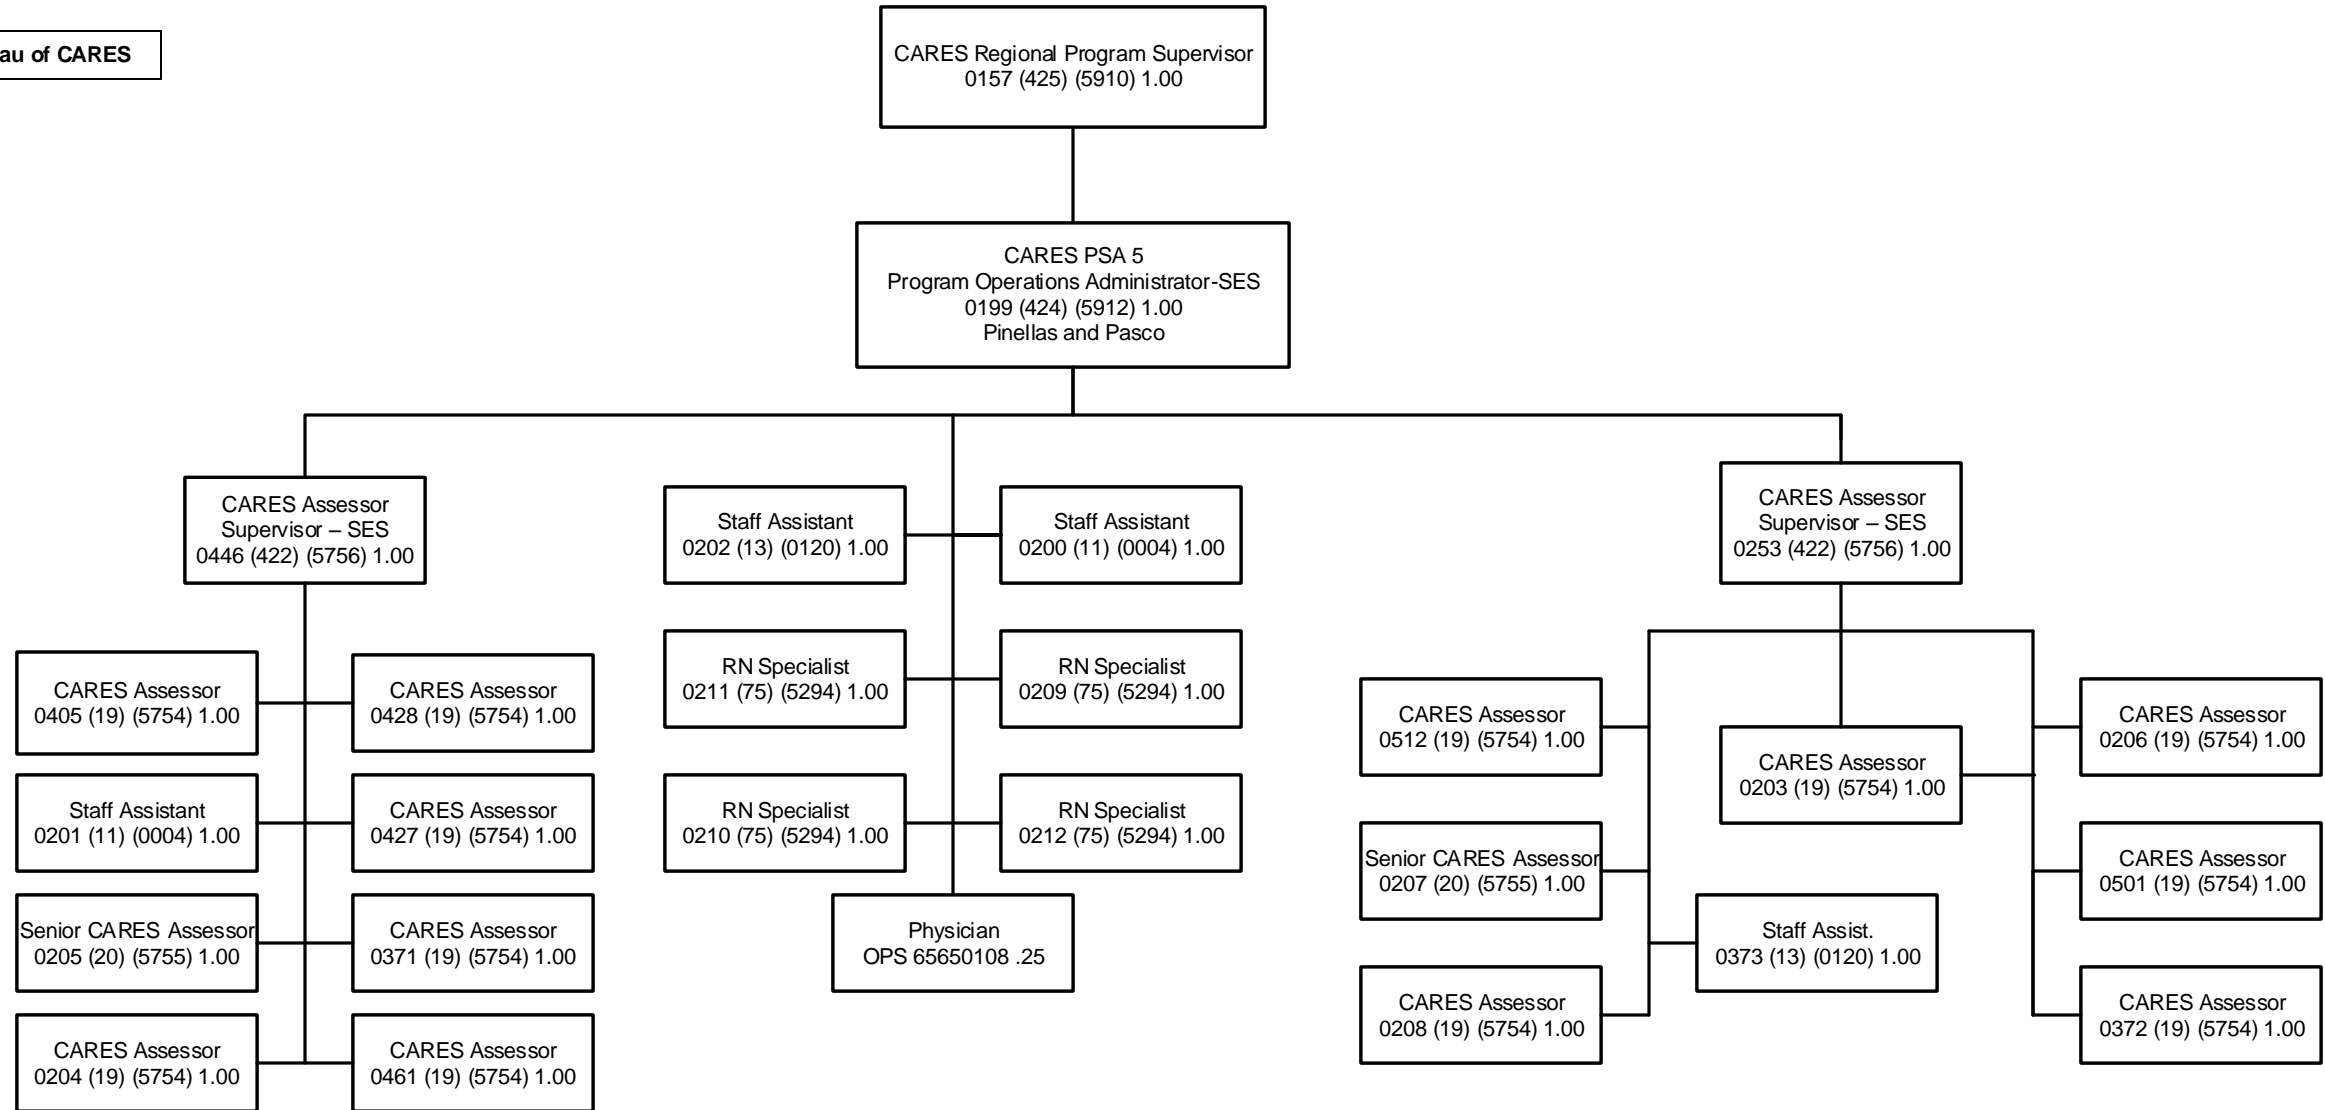 au of CARES
CARES Regional Program Supervisor
0157 (425) (5910) 1.00
CARES PSA 5
Program Operations Administrator-SES
0199 (424) (5912) 1.00
Pinellas and Pasco
CARES Assessor
Supervisor – SES
0446 (422) (5756) 1.00
CARES Assessor
0405 (19) (5754) 1.00
CARES Assessor
0428 (19) (5754) 1.00
Staff Assistant
0201 (11) (0004) 1.00
CARES Assessor
0427 (19) (5754) 1.00
Senior CARES Assessor
0205 (20) (5755) 1.00
CARES Assessor
0371 (19) (5754) 1.00
CARES Assessor
0204 (19) (5754) 1.00
CARES Assessor
0461 (19) (5754) 1.00
Staff Assistant
0202 (13) (0120) 1.00
Staff Assistant
0200 (11) (0004) 1.00
RN Specialist
0211 (75) (5294) 1.00
RN Specialist
0209 (75) (5294) 1.00
RN Specialist
0210 (75) (5294) 1.00
RN Specialist
0212 (75) (5294) 1.00
Physician
OPS 65650108 .25
CARES Assessor
Supervisor – SES
0253 (422) (5756) 1.00
CARES Assessor
0512 (19) (5754) 1.00
CARES Assessor
0203 (19) (5754) 1.00
CARES Assessor
0206 (19) (5754) 1.00
Senior CARES Assessor
0207 (20) (5755) 1.00
CARES Assessor
0501 (19) (5754) 1.00
Staff Assist.
0373 (13) (0120) 1.00
CARES Assessor
0208 (19) (5754) 1.00
CARES Assessor
0372 (19) (5754) 1.00